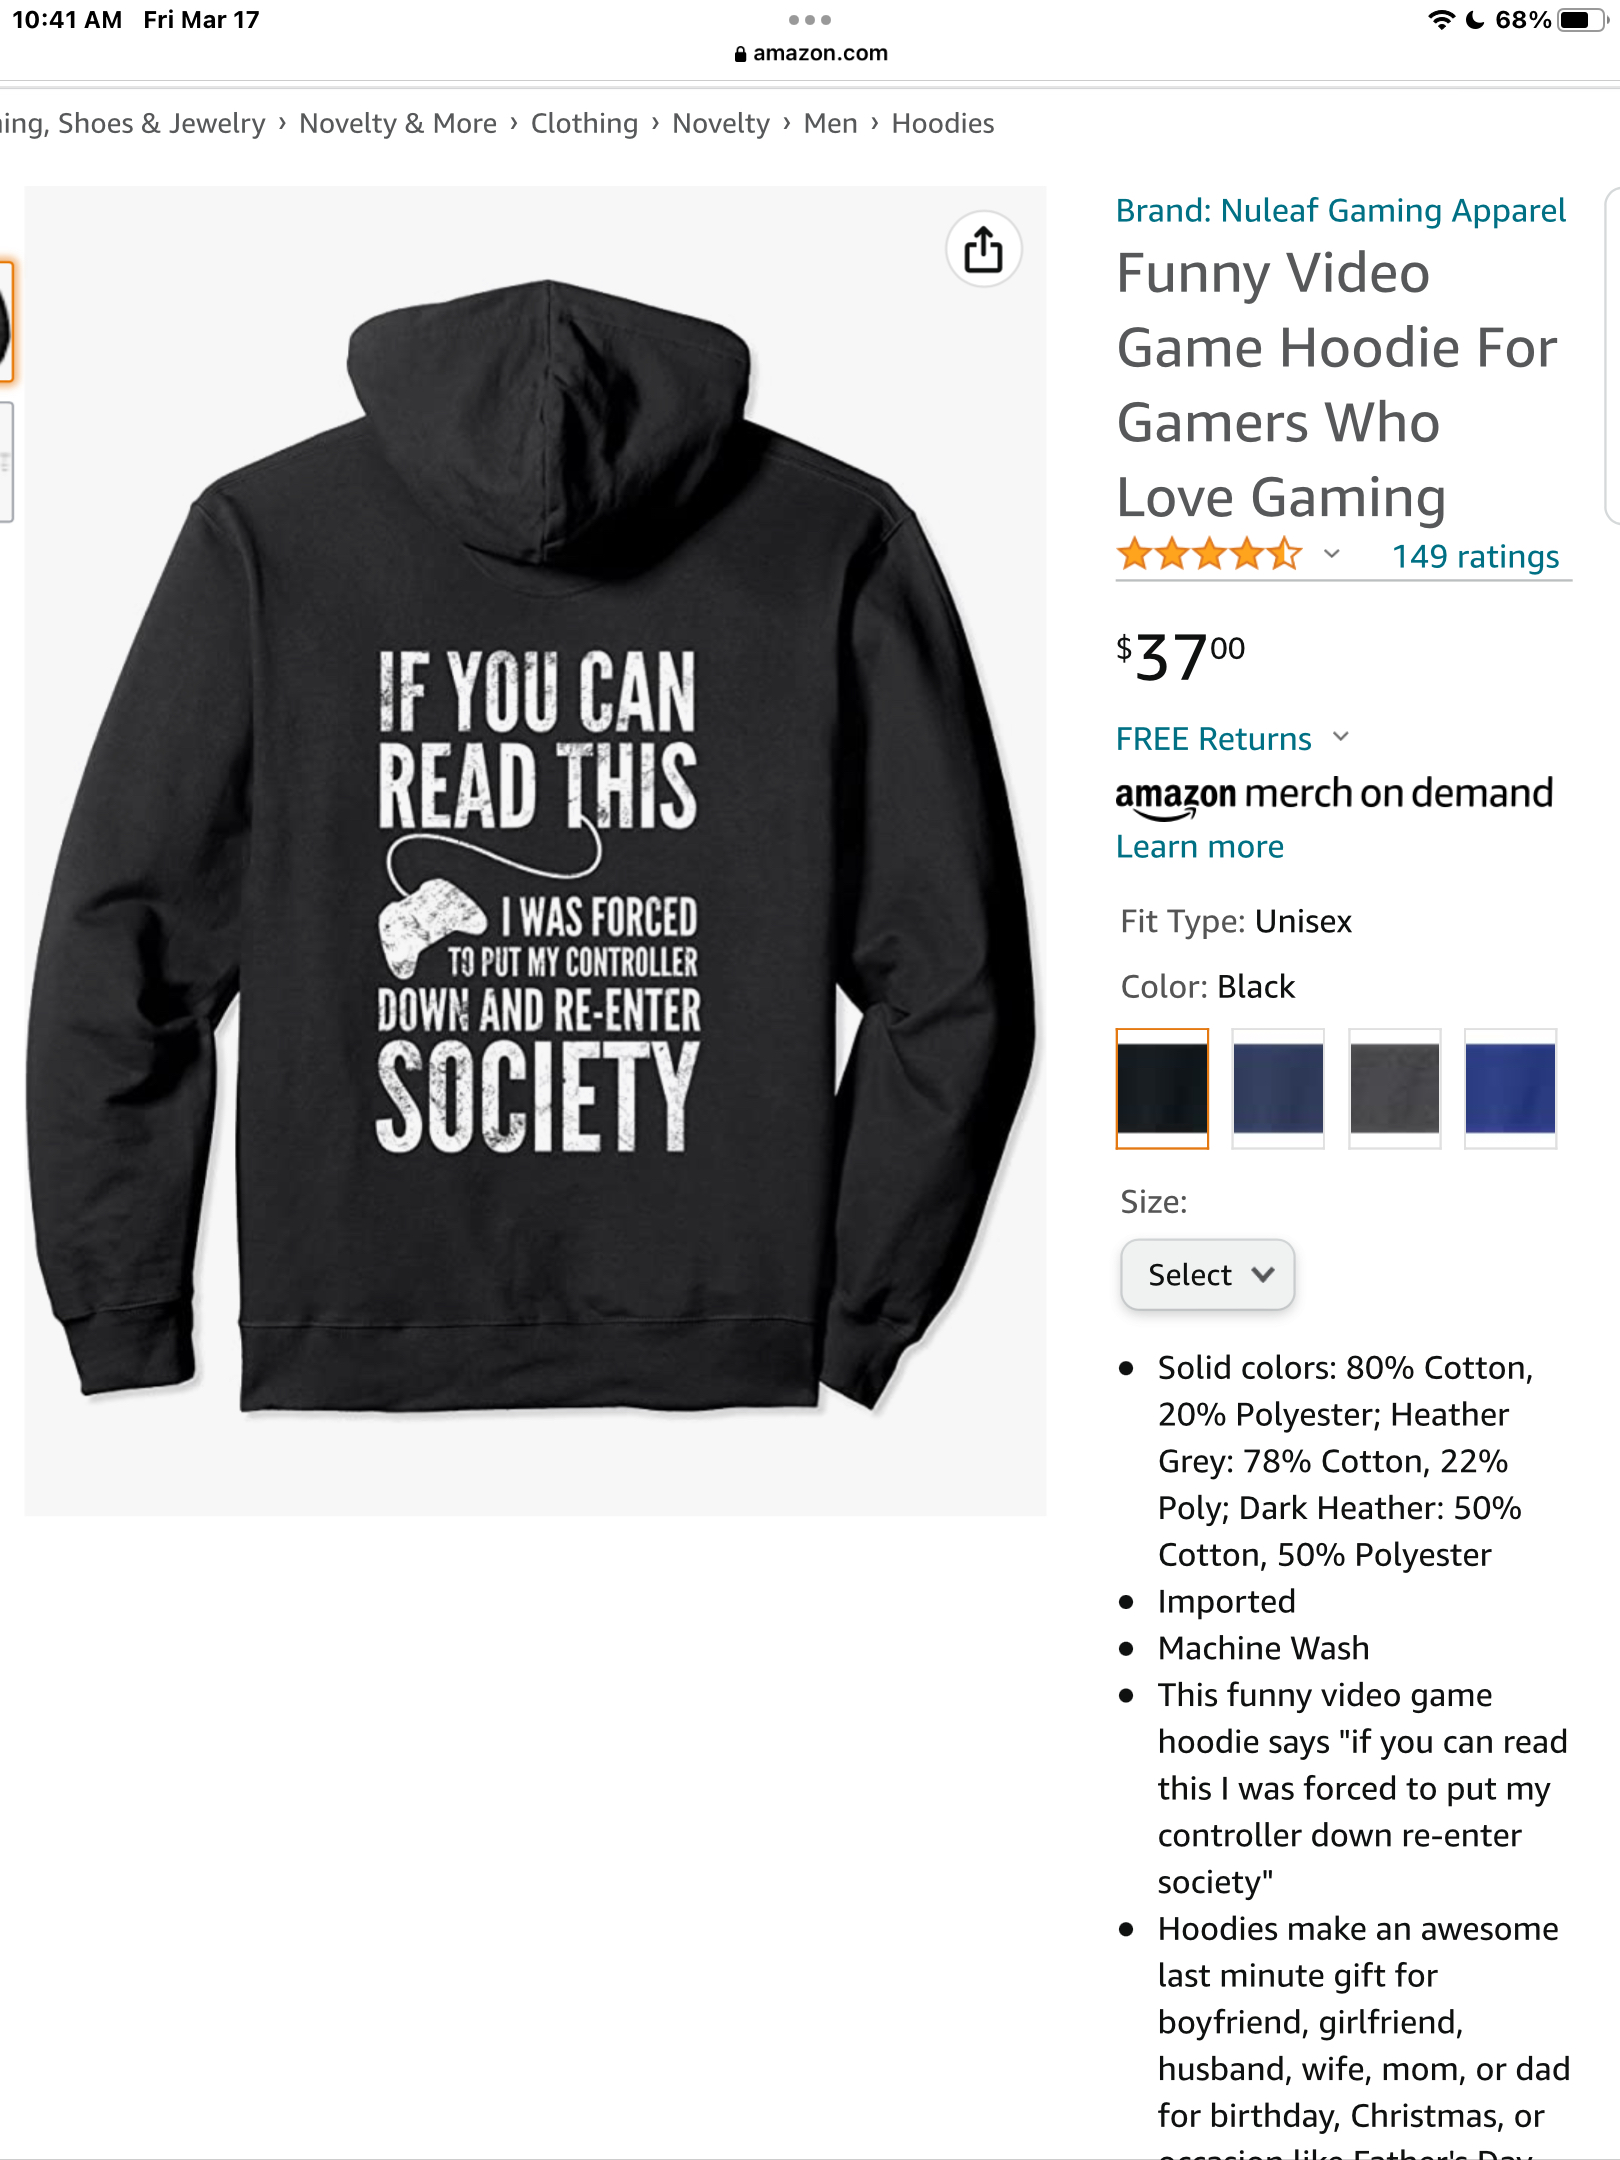 10:41 AM Fri Mar 17
68%
amazon.com
Shoes & Jewelry › Novelty & More › Clothing › Novelty › Men › Hoodies
Brand: Nuleaf Gaming Apparel
Funny Video
Game Hoodie For
Gamers Who
Love Gaming
149 ratings
$3700
FREE Returns
amazon merch on demand
Learn more
Fit Type: Unisex
Color: Black
Size:
Select
Solid colors: 80% Cotton,
20% Polyester; Heather
Grey: 78% Cotton, 22%
Poly; Dark Heather: 50%
Cotton, 50% Polyester
Imported
Machine Wash
This funny video game
hoodie says "if you can read
this I was forced to put my
controller down re-enter
society"
Hoodies make an awesome
last minute gift for
boyfriend, girlfriend,
husband, wife, mom, or dad
for birthday, Christmas, or
occasion like Father's Day
IF YOU CAN
READ THIS
I WAS FORCED
TO PUT MY CONTROLLER
DOWN AND RE-ENTER
SOCIETY